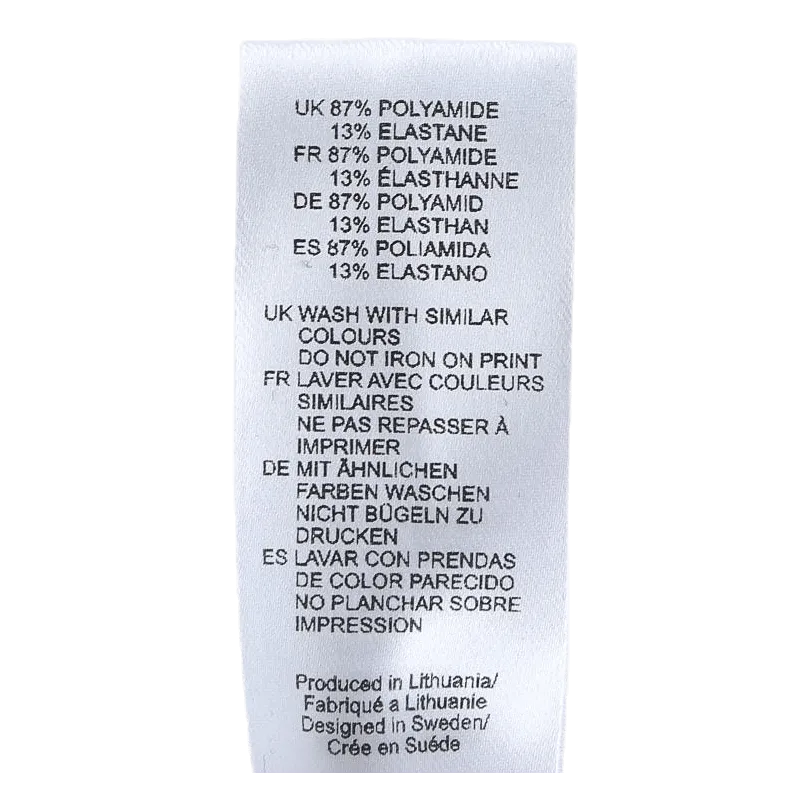 UK 87% POLYAMIDE
13% ELASTANE
FR 87% POLYAMIDE
13% ÉLASTHANNE
DE 87% POLYAMID
13% ELASTHAN
ES 87% POLIAMIDA
13% ELASTANO
UK WASH WITH SIMILAR
COLOURS
DO NOT IRON ON PRINT
FR LAVER AVEC COULEURS
SIMILAIRES
NE PAS REPASSER À
IMPRIMER
DE MIT ÄHNLICHEN
FARBEN WASCHEN
NICHT BÜGELN ZU
DRUCKEN
ES LAVAR CON PRENDAS
DE COLOR PARECIDO
NO PLANCHAR SOBRE
IMPRESSION
Produced in Lithuania/
Fabriqué a Lithuanie
Designed in Sweden/
Crée en Suéde